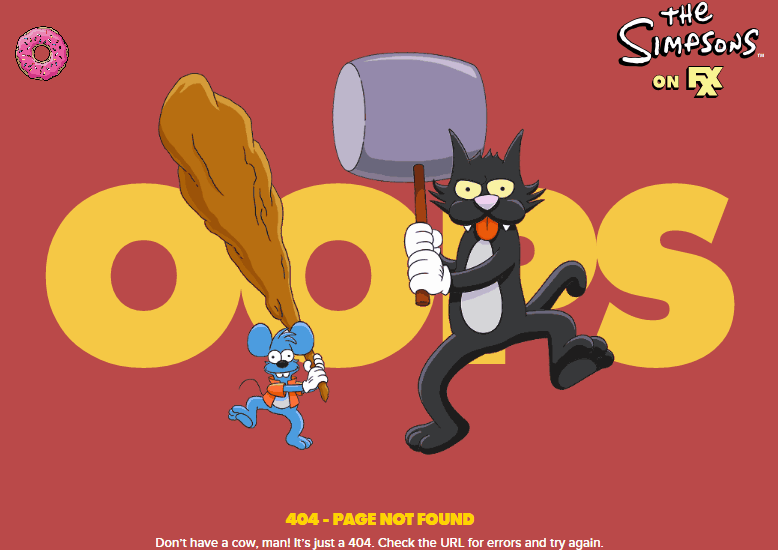 THE
SIMPSONS™
ON FX
OOPS
404 - PAGE NOT FOUND
Don't have a cow, man! It's just a 404. Check the URL for errors and try again.